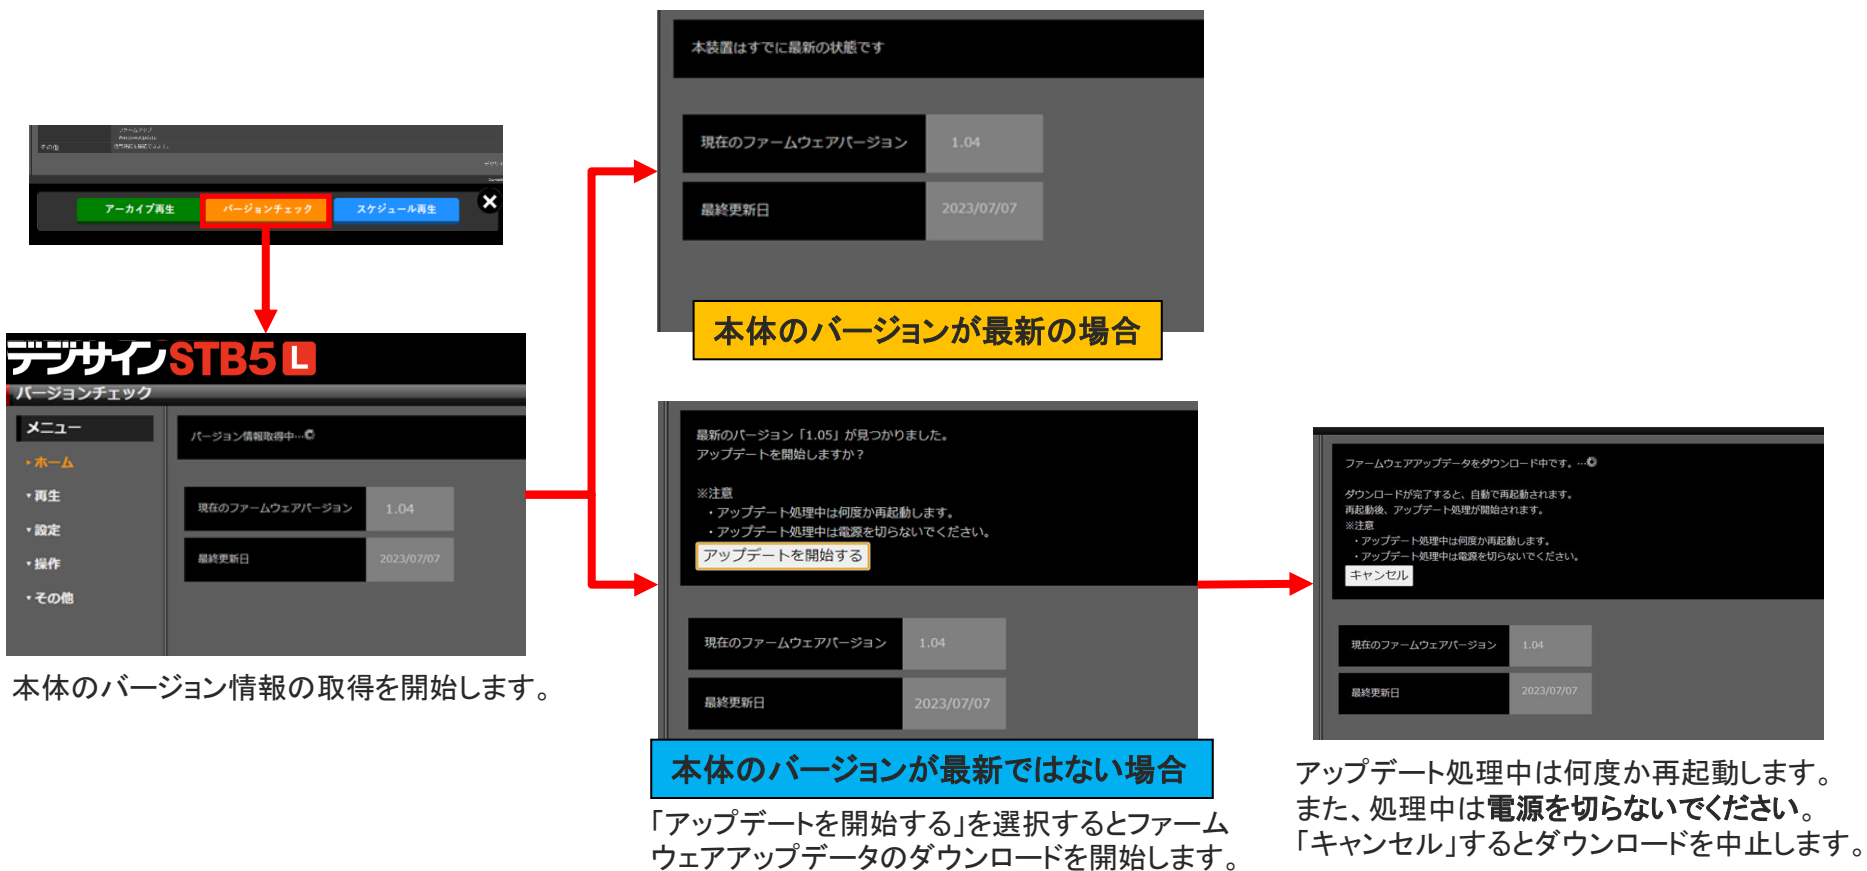 ファームアップ
その他
アーカイブ再生
バージョンチェック
スケジュール再生
デジサインSTB5 L
バージョンチェック
メニュー
ホーム
再生
設定
操作
その他
バージョン情報取得中…
現在のファームウェアバージョン 1.04
最終更新日 2023/07/07
本体のバージョン情報の取得を開始します。
本装置はすでに最新の状態です
現在のファームウェアバージョン 1.04
最終更新日 2023/07/07
本体のバージョンが最新の場合
最新のバージョン「1.05」が見つかりました。
アップデートを開始しますか？
※注意
・アップデート処理中は何度か再起動します。
・アップデート処理中は電源を切らないでください。
アップデートを開始する
現在のファームウェアバージョン 1.04
最終更新日 2023/07/07
本体のバージョンが最新ではない場合
「アップデートを開始する」を選択するとファーム
ウェアアップデータのダウンロードを開始します。
ファームウェアアップデータをダウンロード中です。…
ダウンロードが完了すると、自動で再起動されます。
再起動後、アップデート処理が開始されます。
※注意
・アップデート処理中は何度か再起動します。
・アップデート処理中は電源を切らないでください。
キャンセル
現在のファームウェアバージョン 1.04
最終更新日 2023/07/07
アップデート処理中は何度か再起動します。
また、処理中は電源を切らないでください。
「キャンセル」するとダウンロードを中止します。